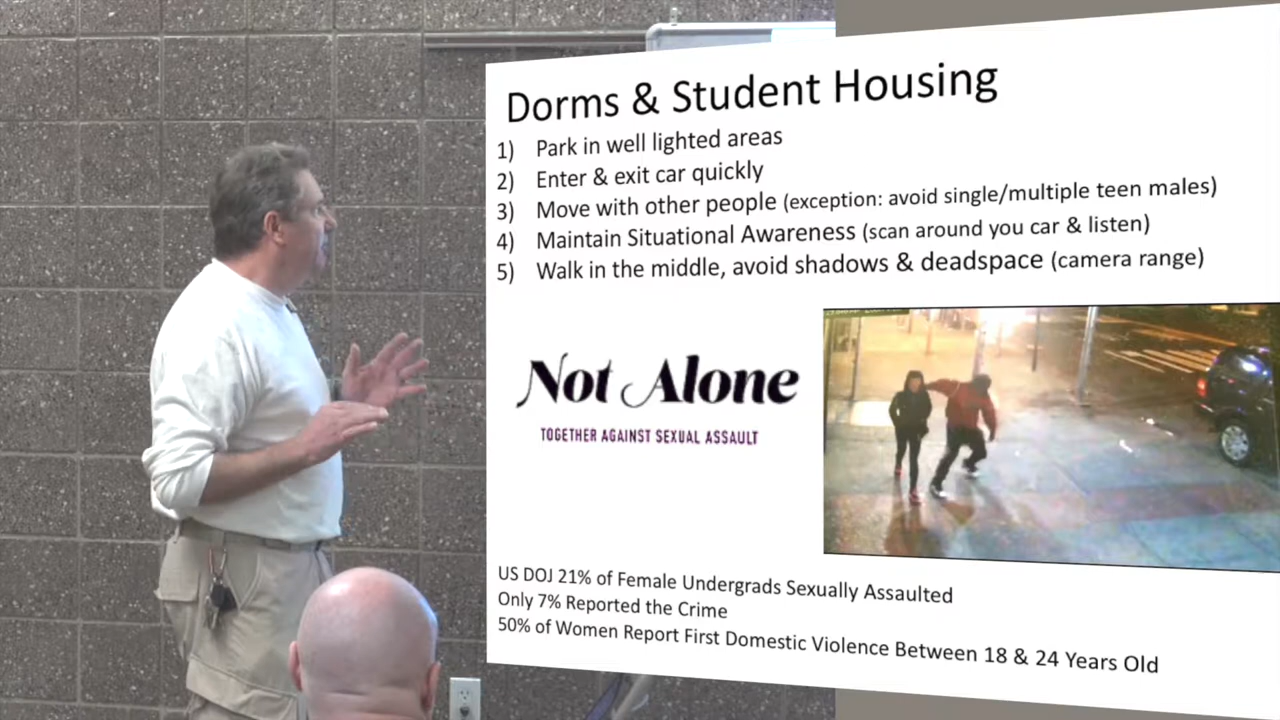 Dorms & Student Housing
1) Park in well lighted areas
2) Enter & exit car quickly
3) Move with other people (exception: avoid single/multiple teen males)
4) Maintain Situational Awareness (scan around you car & listen)
5) Walk in the middle, avoid shadows & deadspace (camera range)
Not Alone
TOGETHER AGAINST SEXUAL ASSAULT
US DOJ 21% of Female Undergrads Sexually Assaulted
Only 7% Reported the Crime
50% of Women Report First Domestic Violence Between 18 & 24 Years Old